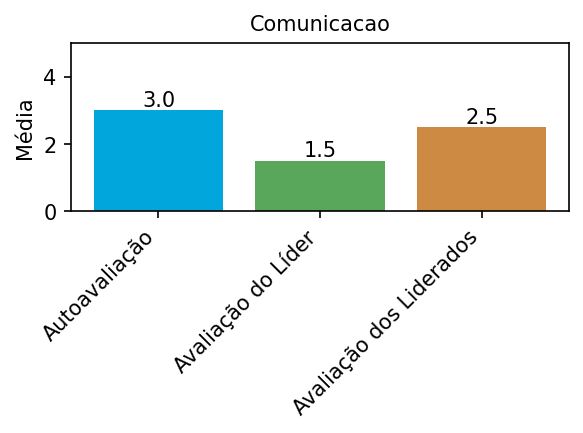 Comunicacao
Média
4
2
0
3.0
1.5
2.5
Autoavaliação
Avaliação do Líder
Avaliação dos Liderados